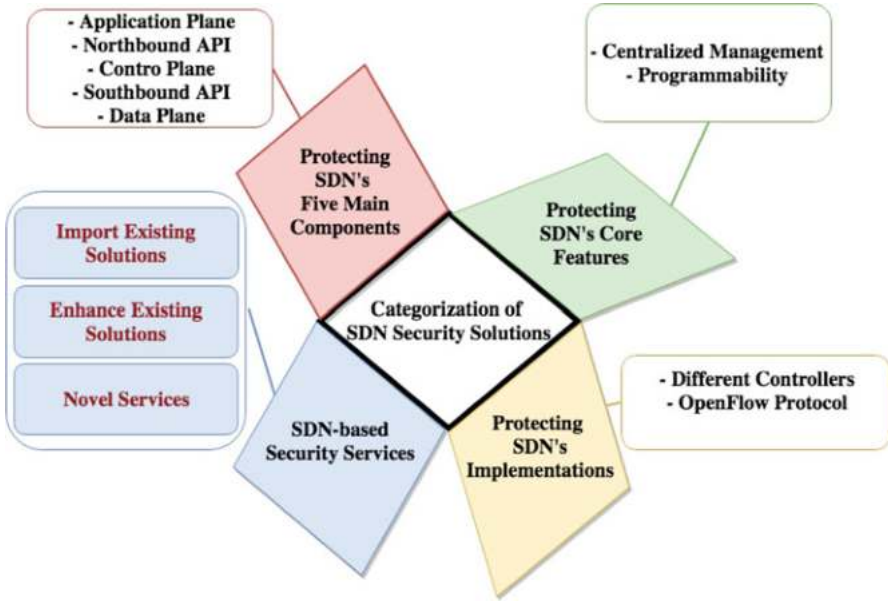 - Application Plane
- Northbound API
- Contro Plane
- Southbound API
- Data Plane
- Centralized Management
- Programmability
Protecting
SDN's
Five Main
Components
Protecting
SDN's Core
Features
Import Existing
Solutions
Enhance Existing
Solutions
Novel Services
Categorization of
SDN Security Solutions
- Different Controllers
- OpenFlow Protocol
SDN-based
Security Services
Protecting
SDN's
Implementations